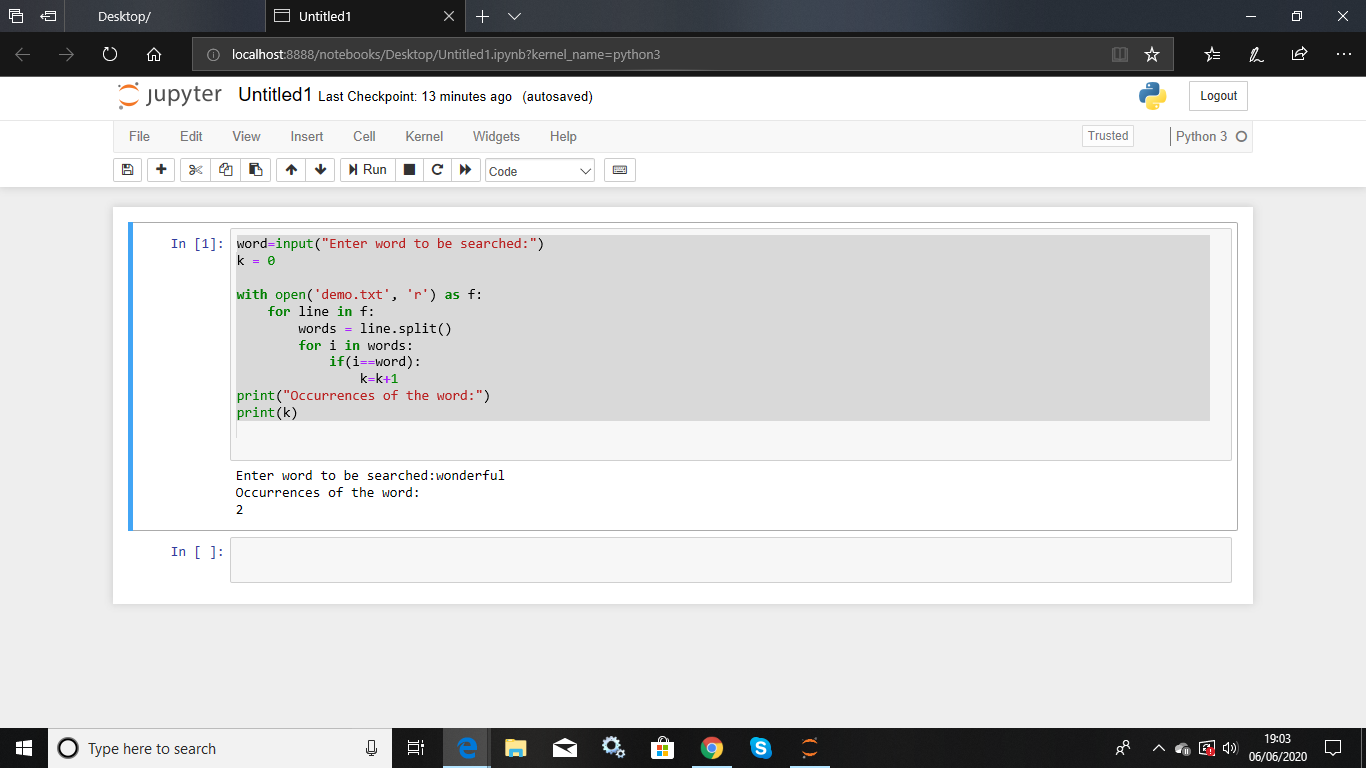 Desktop/
Untitled1
localhost:8888/notebooks/Desktop/Untitled1.ipynb?kernel_name=python3
jupyter Untitled1 Last Checkpoint: 13 minutes ago (autosaved)
Logout
File Edit View Insert Cell Kernel Widgets Help
Trusted
Python 3
Run
Code
In [1]:
word=input("Enter word to be searched:")
k = 0
with open('demo.txt', 'r') as f:
    for line in f:
        words = line.split()
        for i in words:
            if(i==word):
                k=k+1
print("Occurrences of the word:")
print(k)
Enter word to be searched:wonderful
Occurrences of the word:
2
In [ ]:
Type here to search
19:03
06/06/2020